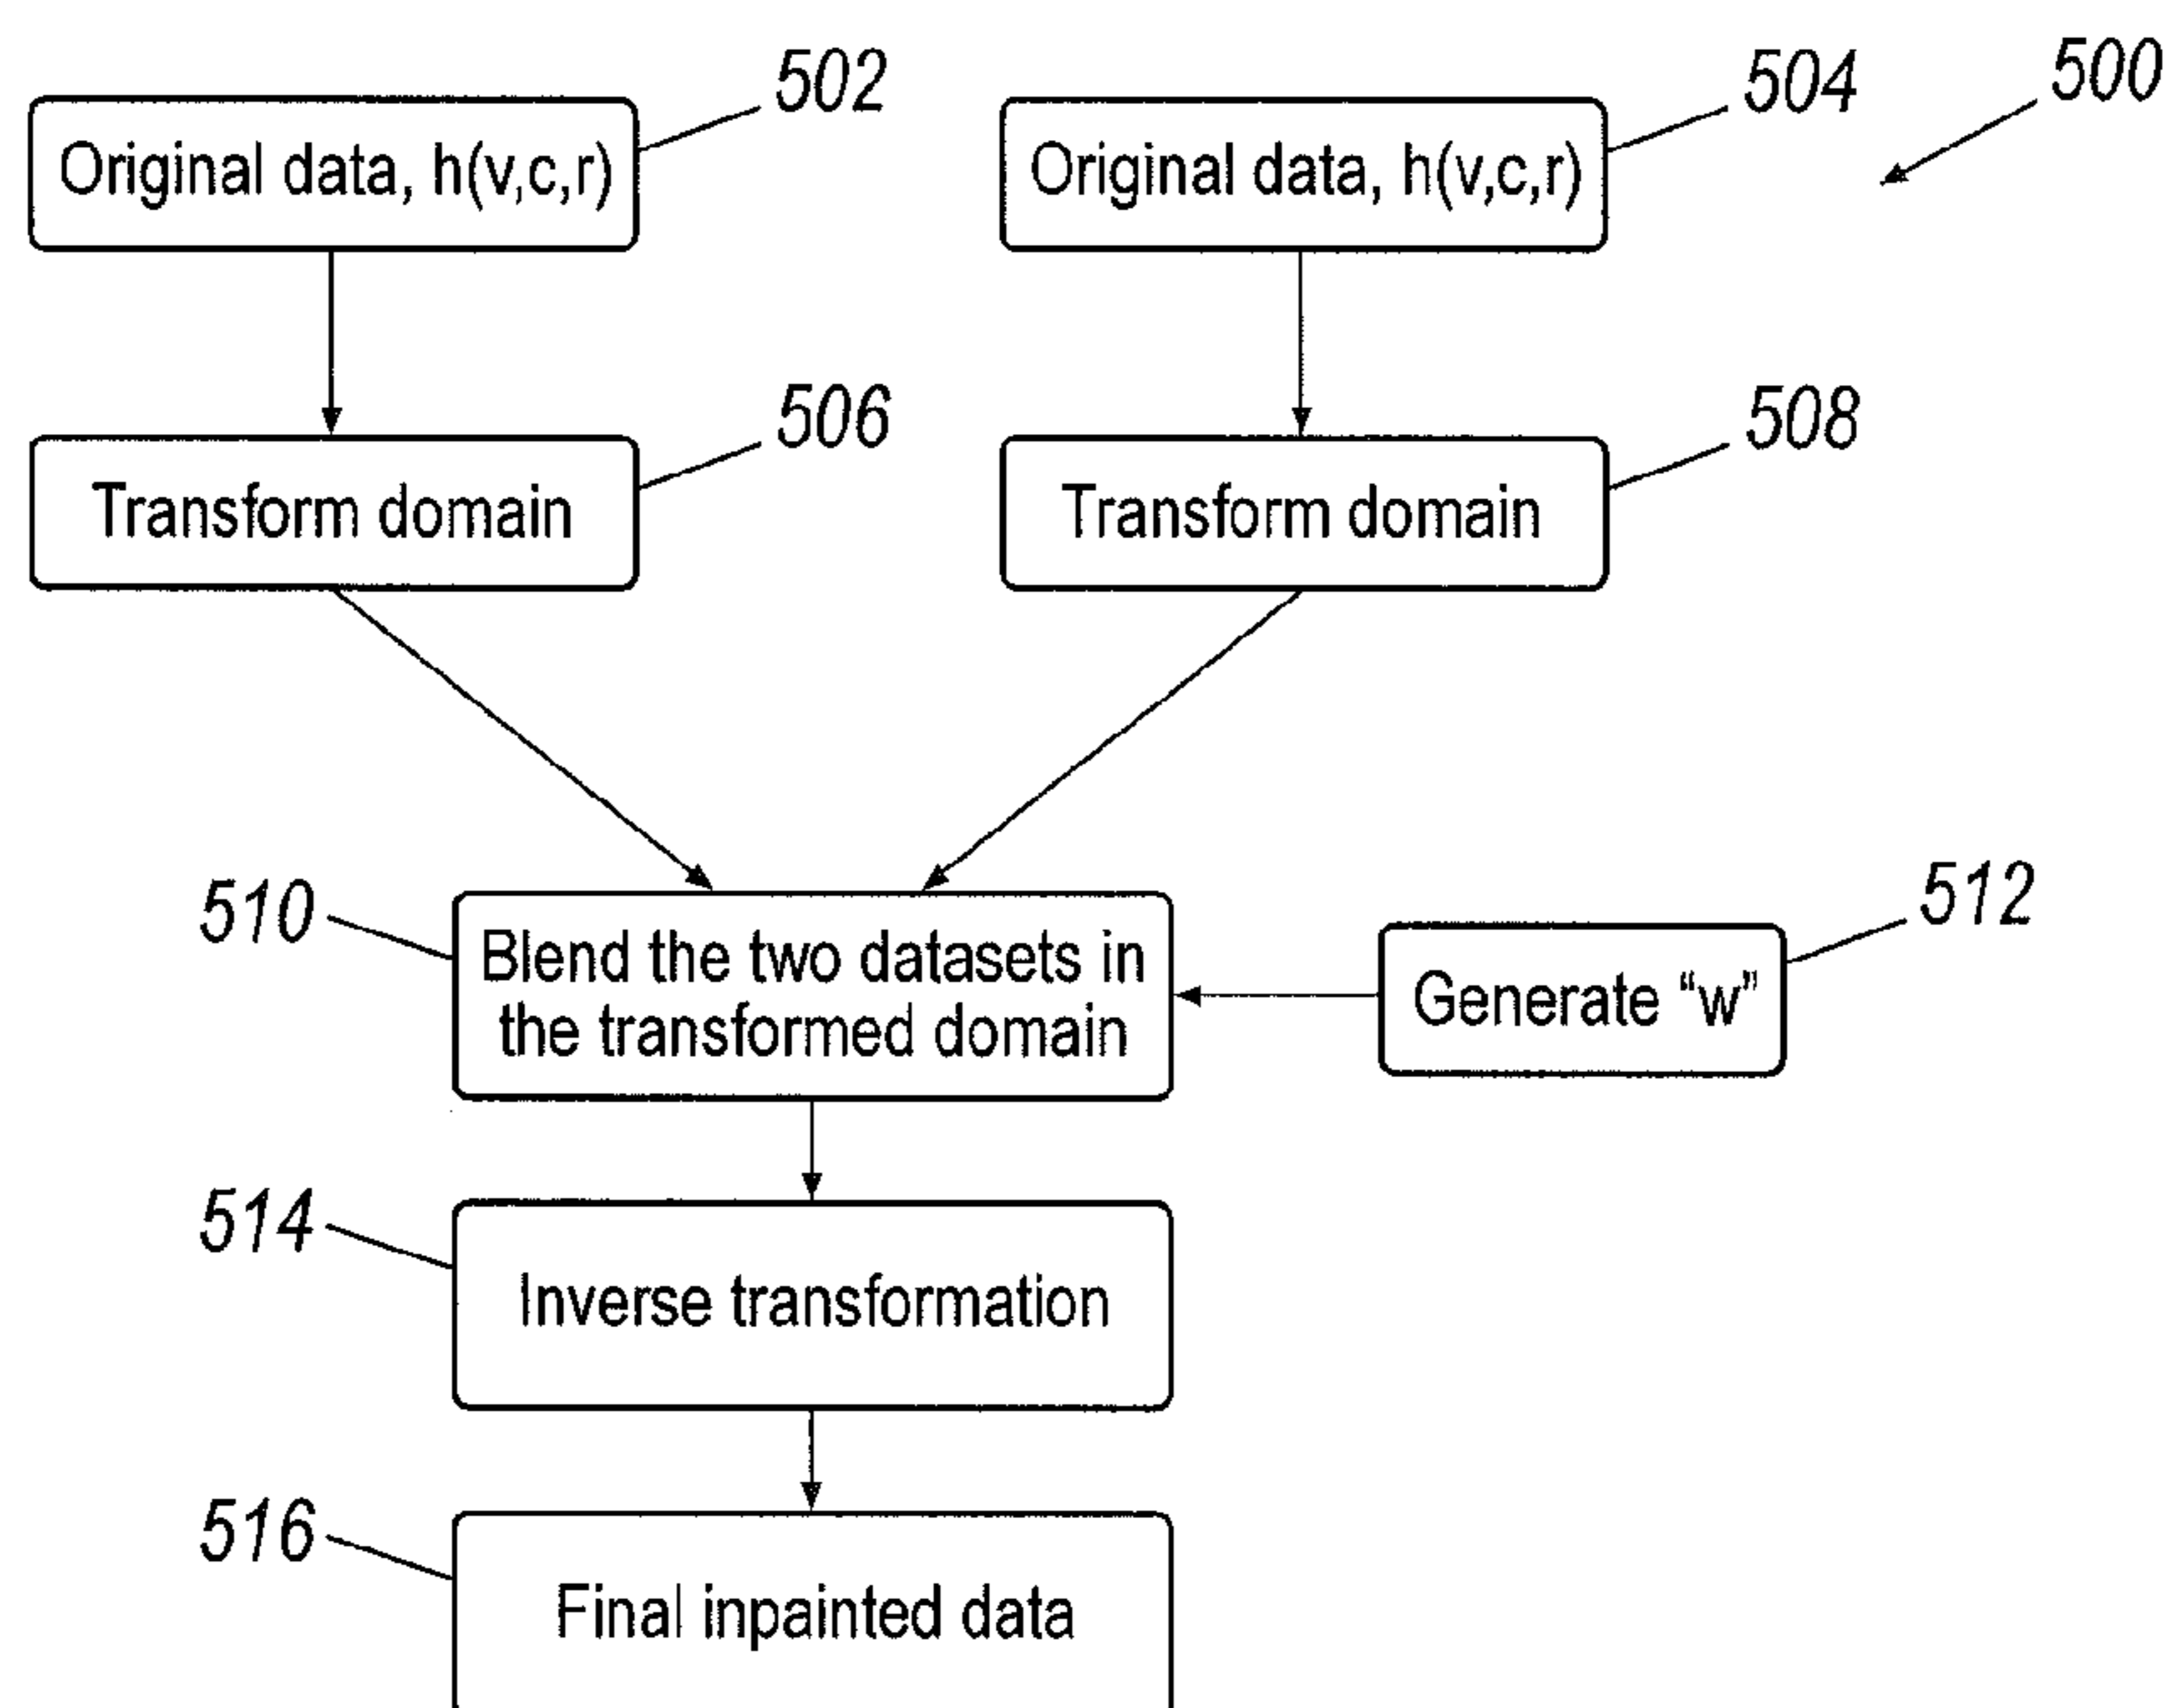 502
504
500
Original data, h(v,c,r)
Original data, h(v,c,r)
506
508
Transform domain
Transform domain
510
512
Blend the two datasets in
the transformed domain
Generate “w”
514
Inverse transformation
516
Final inpainted data